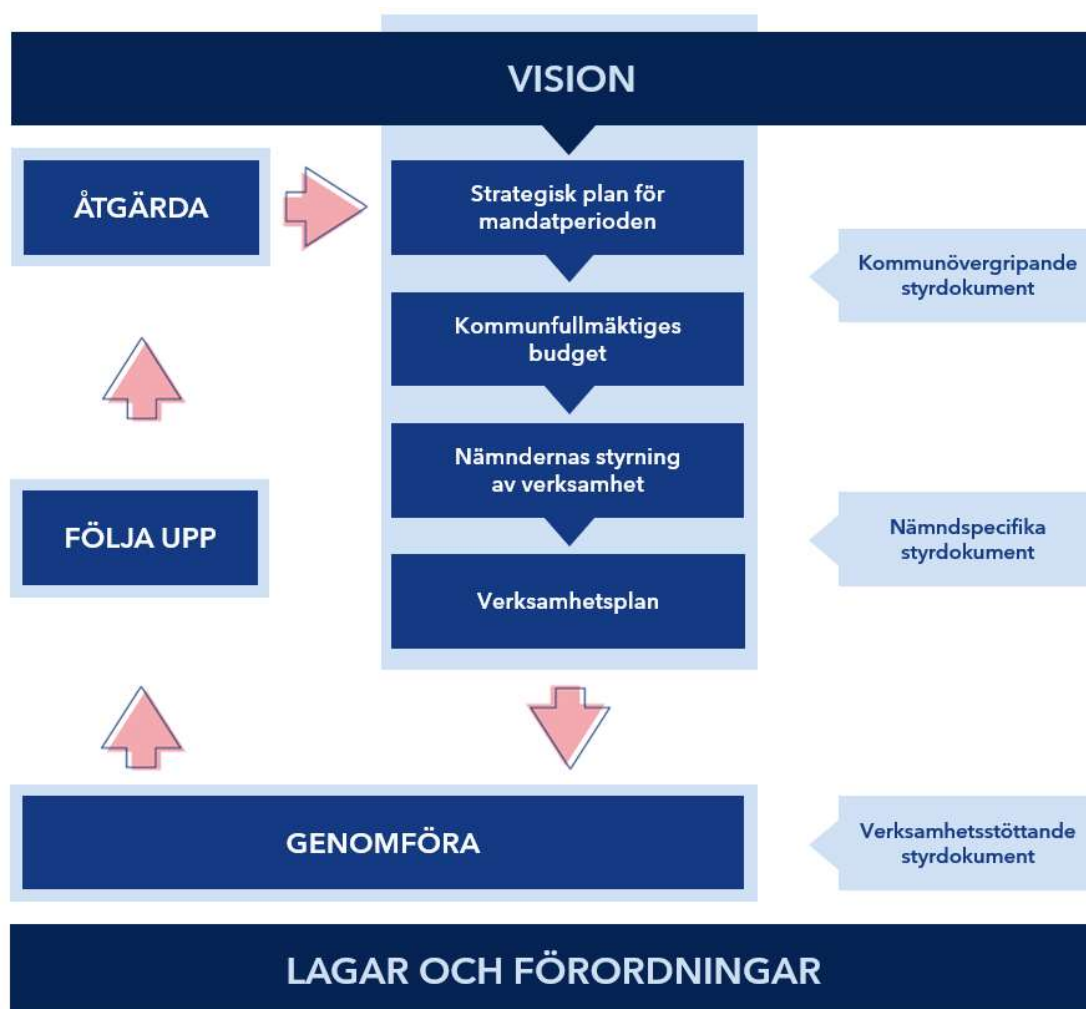 VISION
ÅTGÄRDA
Strategisk plan för
mandatperioden
Kommunövergripande
styrdokument
Kommunfullmäktiges
budget
Nämndernas styrning
av verksamhet
FÖLJA UPP
Nämndspecifika
styrdokument
Verksamhetsplan
GENOMFÖRA
Verksamhetsstöttande
styrdokument
LAGAR OCH FÖRORDNINGAR